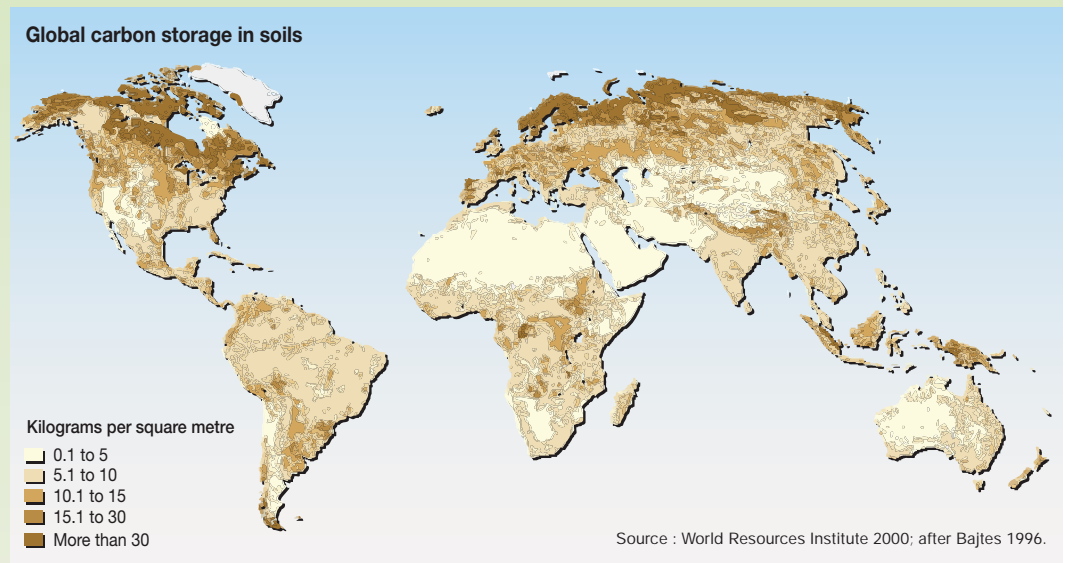 Global carbon storage in soils
Kilograms per square metre
0.1 to 5
5.1 to 10
10.1 to 15
15.1 to 30
More than 30
Source : World Resources Institute 2000; after Bajtes 1996.